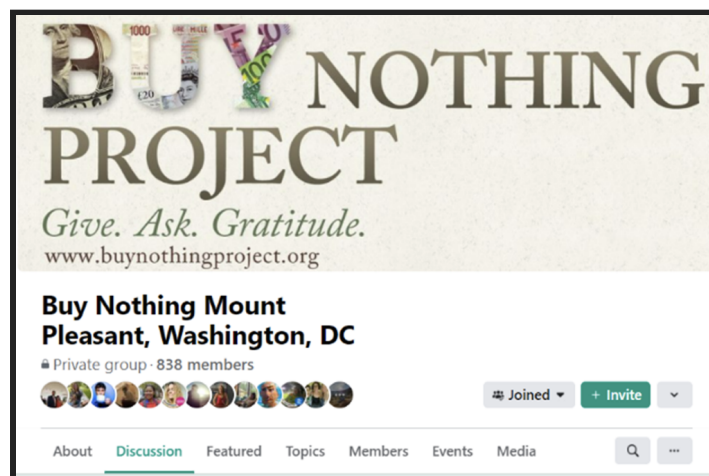 BUY NOTHING
PROJECT
Give. Ask. Gratitude.
www.buynothingproject.org
Buy Nothing Mount
Pleasant, Washington, DC
Private group · 838 members
Joined
+ Invite
About Discussion Featured Topics Members Events Media